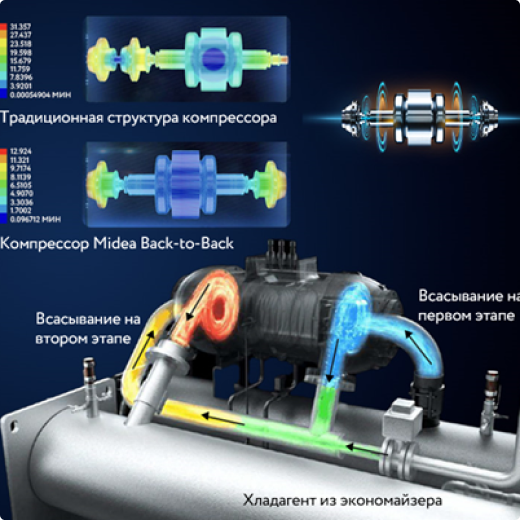 31.357
27.437
23.518
19.598
15.679
11.759
7.8396
3.9201
0.00054904 МИН
Традиционная структура компрессора
12.924
11.321
9.7174
8.1139
6.5105
4.9070
3.3036
1.7002
0.096712 МИН
Компрессор Midea Back-to-Back
Всасывание на
втором этапе
Всасывание на
первом этапе
Хладагент из экономайзера